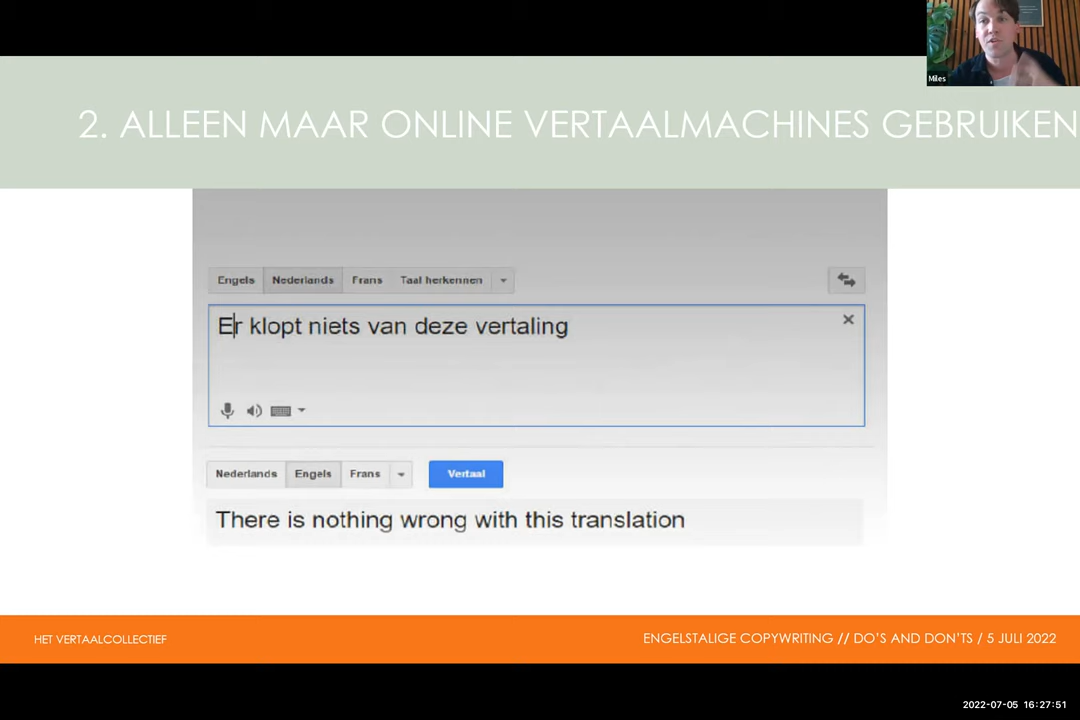 Miles
2. ALLEEN MAAR ONLINE VERTAALMACHINES GEBRUIKEN
Engels Nederlands Frans Taal herkennen
Er klopt niets van deze vertaling
Nederlands Engels Frans Vertaal
There is nothing wrong with this translation
HET VERTAALCOLLECTIEF
ENGELSTALIGE COPYWRITING // DO'S AND DON'TS / 5 JULI 2022
2022-07-05 16:27:51